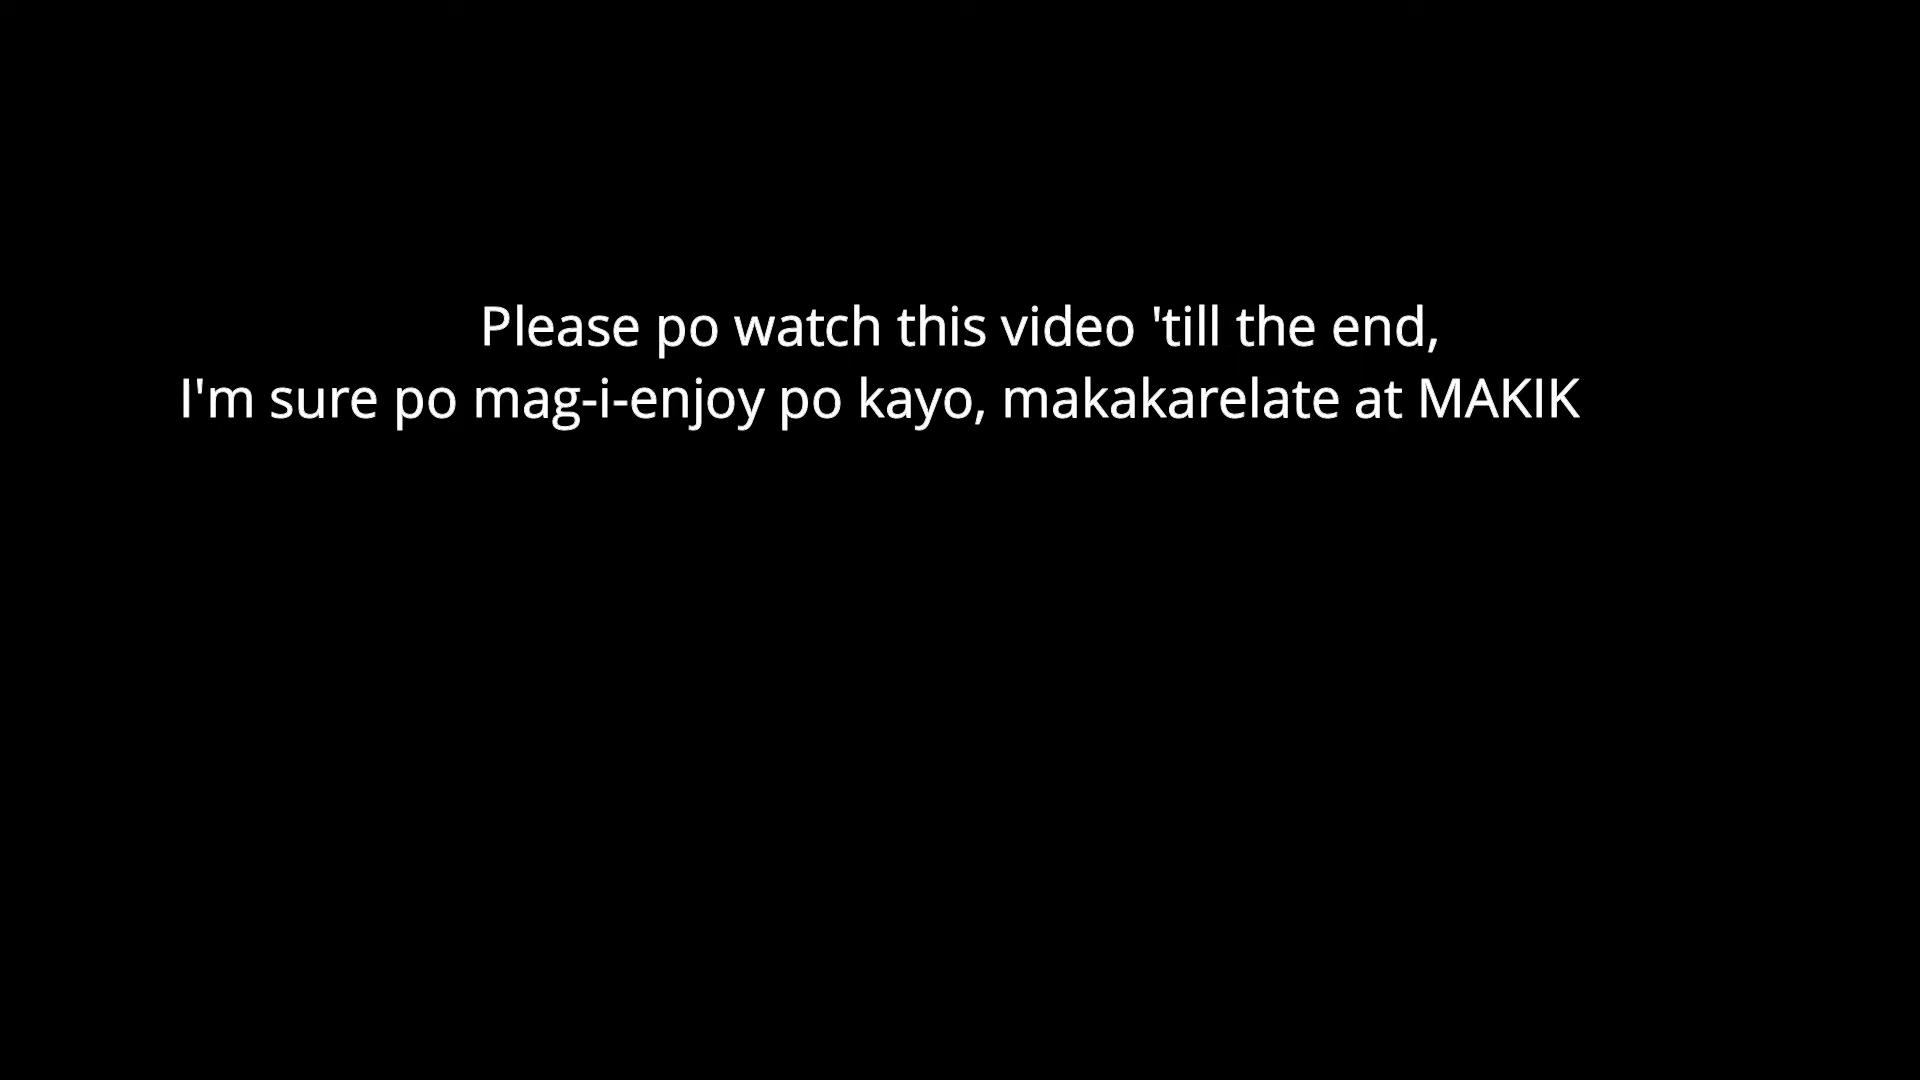 Please po watch this video 'till the end,
I'm sure po mag-i-enjoy po kayo, makakarelate at MAKIK